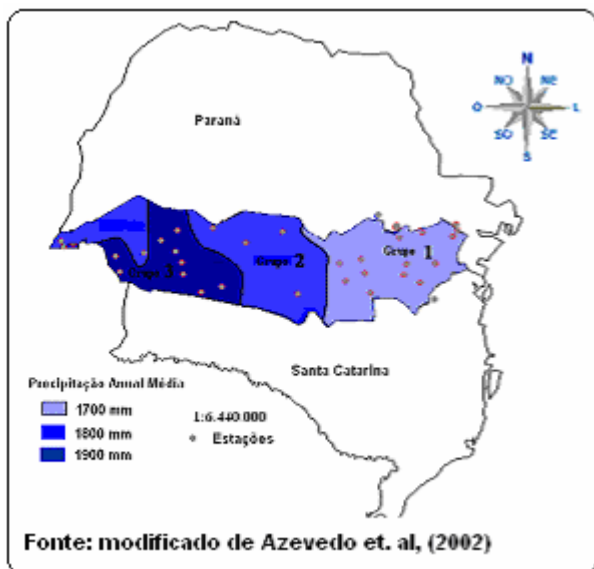 N
NO NE
O L
SO SE
S
Paraná
Grupo 1
Grupo 2
Grupo 3
Santa Catarina
Precipitação Anual Média
1700 mm
1800 mm
1900 mm
1:6.440.000
Estações
Fonte: modificado de Azevedo et. al, (2002)